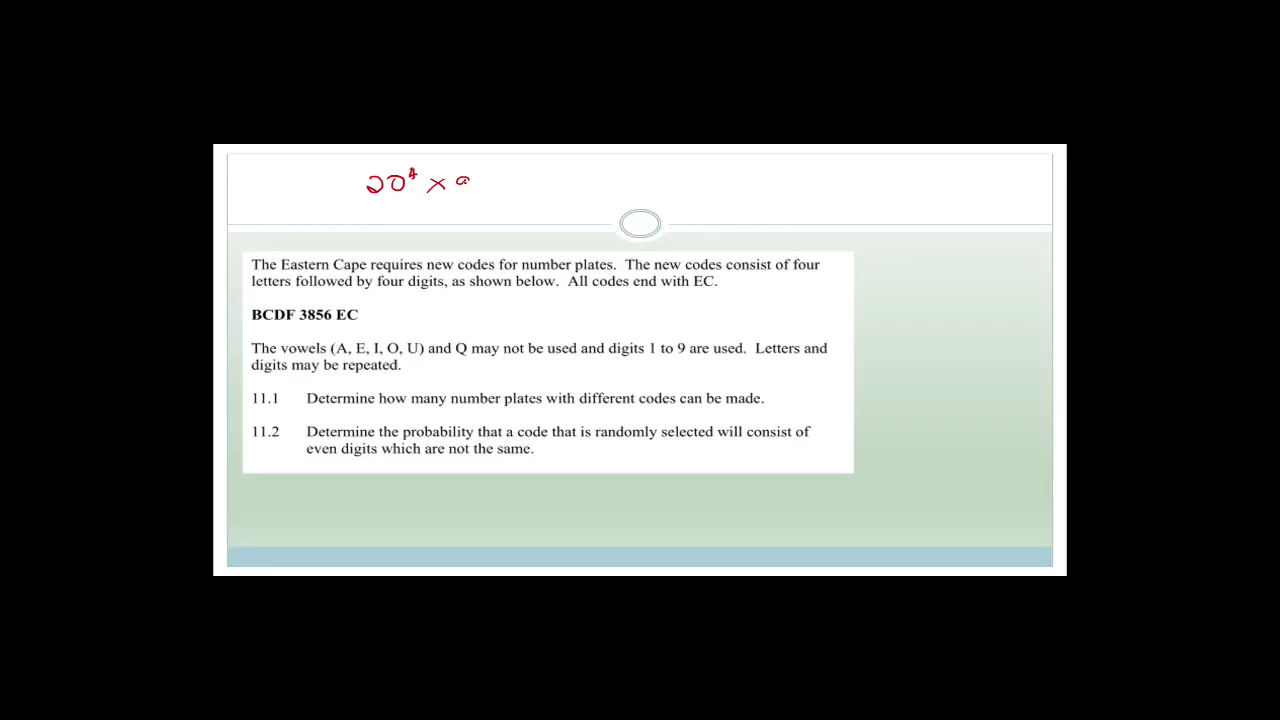 20⁴ ×
The Eastern Cape requires new codes for number plates. The new codes consist of four
letters followed by four digits, as shown below. All codes end with EC.
BCDF 3856 EC
The vowels (A, E, I, O, U) and Q may not be used and digits 1 to 9 are used. Letters and
digits may be repeated.
11.1 Determine how many number plates with different codes can be made.
11.2 Determine the probability that a code that is randomly selected will consist of
even digits which are not the same.